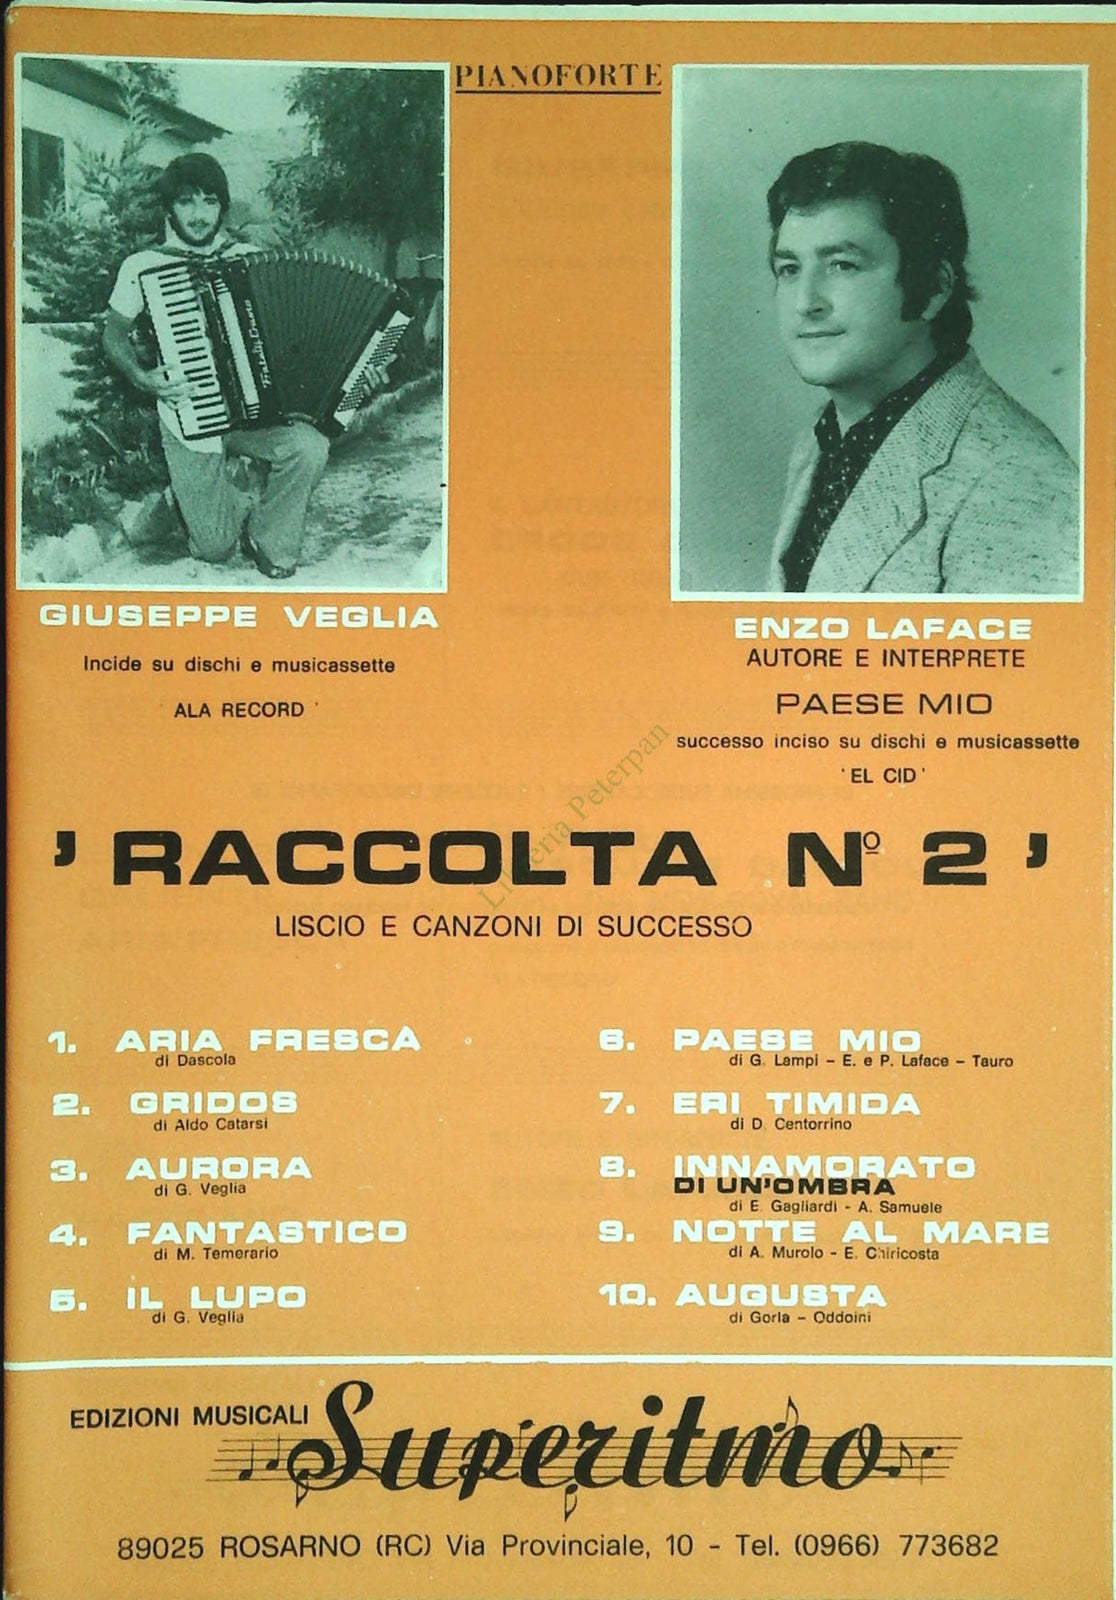 PIANOFORTE
Fratelli Crosio
GIUSEPPE VEGLIA
Incide su dischi e musicassette
ALA RECORD '
ENZO LAFACE
AUTORE E INTERPRETE
PAESE MIO
successo inciso su dischi e musicassette
' EL CID '
Libreria Peterpan
' RACCOLTA Nº 2 '
LISCIO E CANZONI DI SUCCESSO
1. ARIA FRESCA
di Dascola
2. GRIDOS
di Aldo Catarsi
3. AURORA
di G. Veglia
4. FANTASTICO
di M. Temerario
5. IL LUPO
di G. Veglia
6. PAESE MIO
di G. Lampi - E. e P. Laface - Tauro
7. ERI TIMIDA
di D. Centorrino
8. INNAMORATO
DI UN'OMBRA
di E. Gagliardi - A. Samuele
9. NOTTE AL MARE
di A. Murolo - E. Chiricosta
10. AUGUSTA
di Gorla - Oddoini
EDIZIONI MUSICALI
Superitmo
89025 ROSARNO (RC) Via Provinciale, 10 - Tel. (0966) 773682